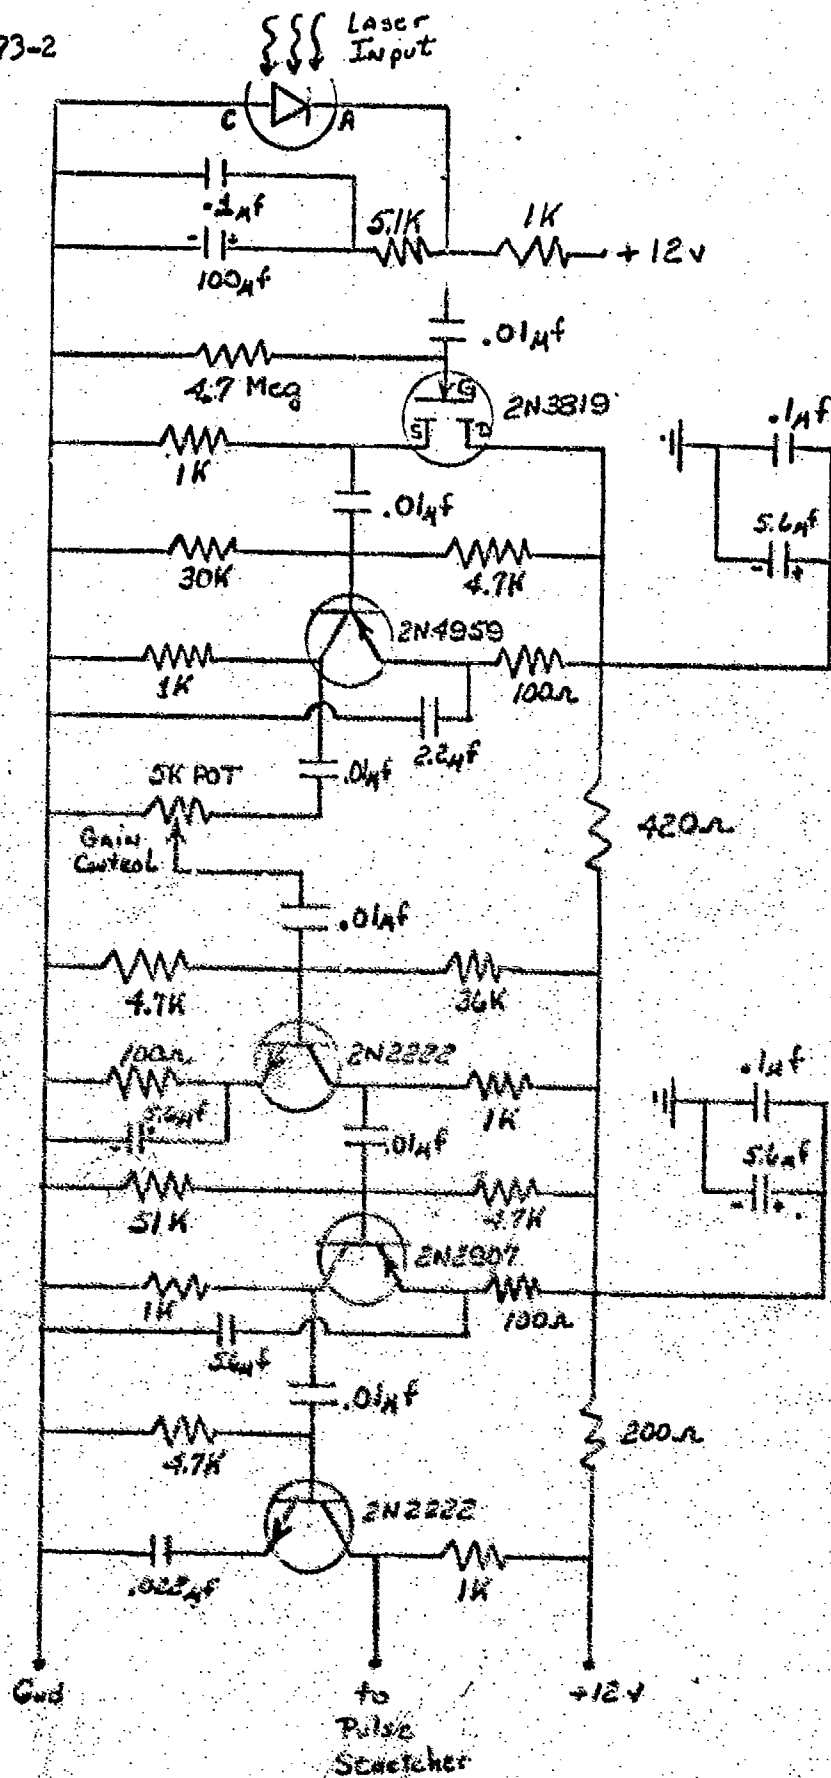 73-2
Laser
Input
C
A
.1µf
5.1K
1K
- +
+ 12v
100µf
.01µf
4.7 Meg
G
2N3819
S
D
.1µf
1K
.01µf
5.6µf
- +
30K
4.7K
2N4959
1K
100Ω
2.2µf
5K POT
.01µf
Gain
Control
420Ω
.01µf
4.7K
36K
100Ω
2N2222
.1µf
5.6µf
- +
1K
.01µf
5.6µf
- +
51K
4.7K
2N2907
1K
100Ω
5.6µf
.01µf
4.7K
200Ω
2N2222
.022µf
1K
Gnd
to
Pulse
Stretcher
+12v